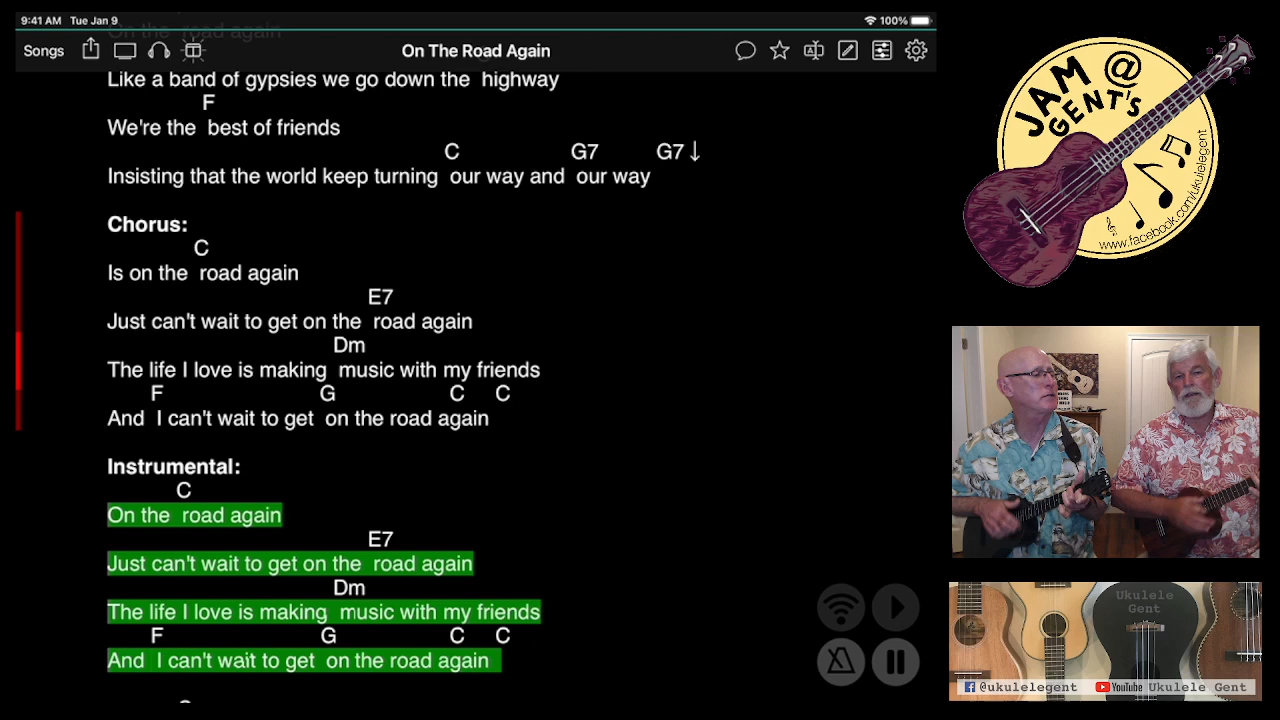 9:41 AM Tue Jan 9
100%
On the road again
Songs
On The Road Again
Like a band of gypsies we go down the highway
F
We're the best of friends
C G7 G7↓
Insisting that the world keep turning our way and our way
Chorus:
C
Is on the road again
E7
Just can't wait to get on the road again
Dm
The life I love is making music with my friends
F G C C
And I can't wait to get on the road again
Instrumental:
C
On the road again
E7
Just can't wait to get on the road again
Dm
The life I love is making music with my friends
F G C C
And I can't wait to get on the road again
JAM @
GENT'S
www.facebook.com/ukulelegent
Ukulele
Gent
@ukulelegent
YouTube Ukulele Gent